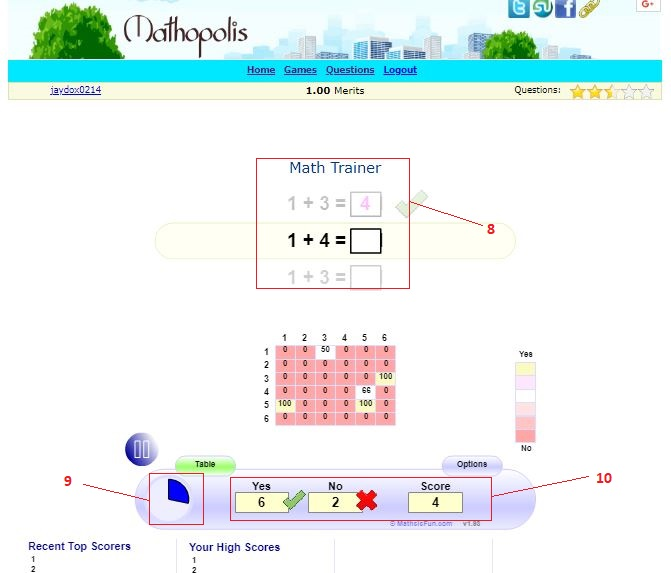 Mathopolis
G+
Home Games Questions Logout
jaydox0214 1.00 Merits Questions:
Math Trainer
1 + 3 = 4
8
1 + 4 =
1 + 3 =
1 2 3 4 5 6
1 0 0 50 0 0 0
2 0 0 0 0 0 0
3 0 0 0 0 0 100
4 0 0 0 0 66 0
5 100 0 0 0 100 0
6 0 0 0 0 0 0
Yes
No
Table Options
9
10
Yes No Score
6 2 4
© MathsIsFun.com v1.93
Recent Top Scorers Your High Scores
1 1
2 2